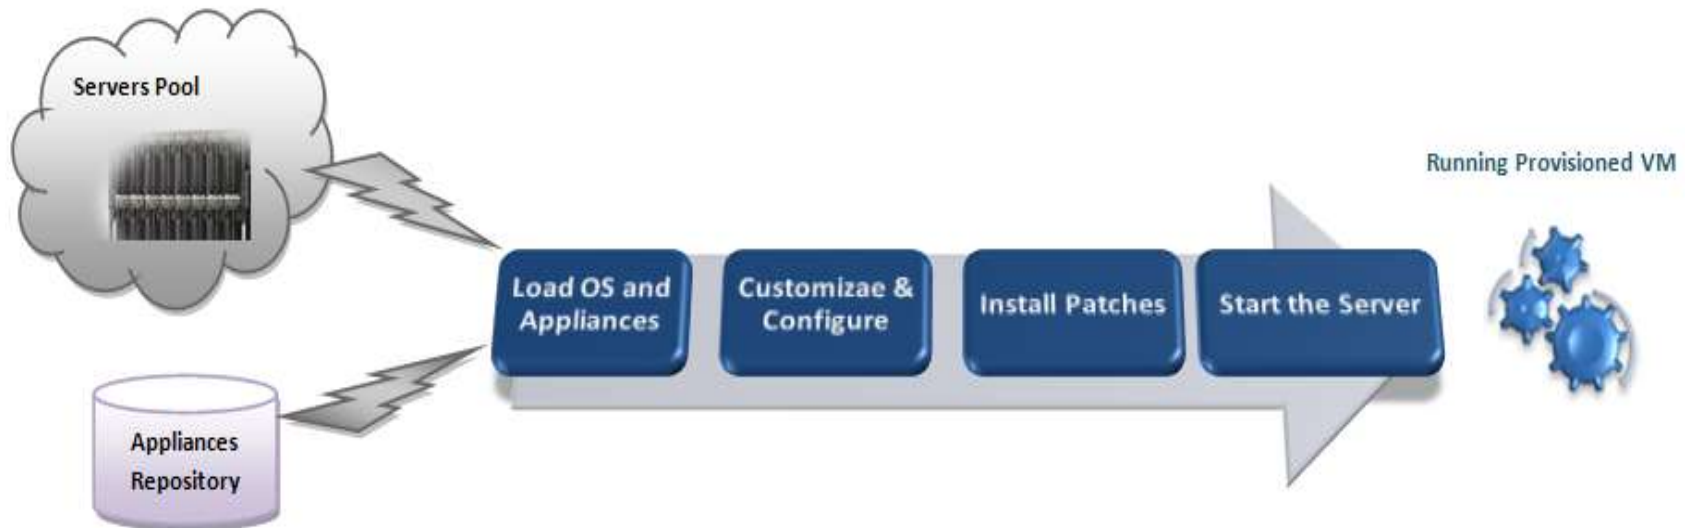 Servers Pool
Running Provisioned VM
Load OS and
Appliances
Customizae &
Configure
Install Patches
Start the Server
Appliances
Repository